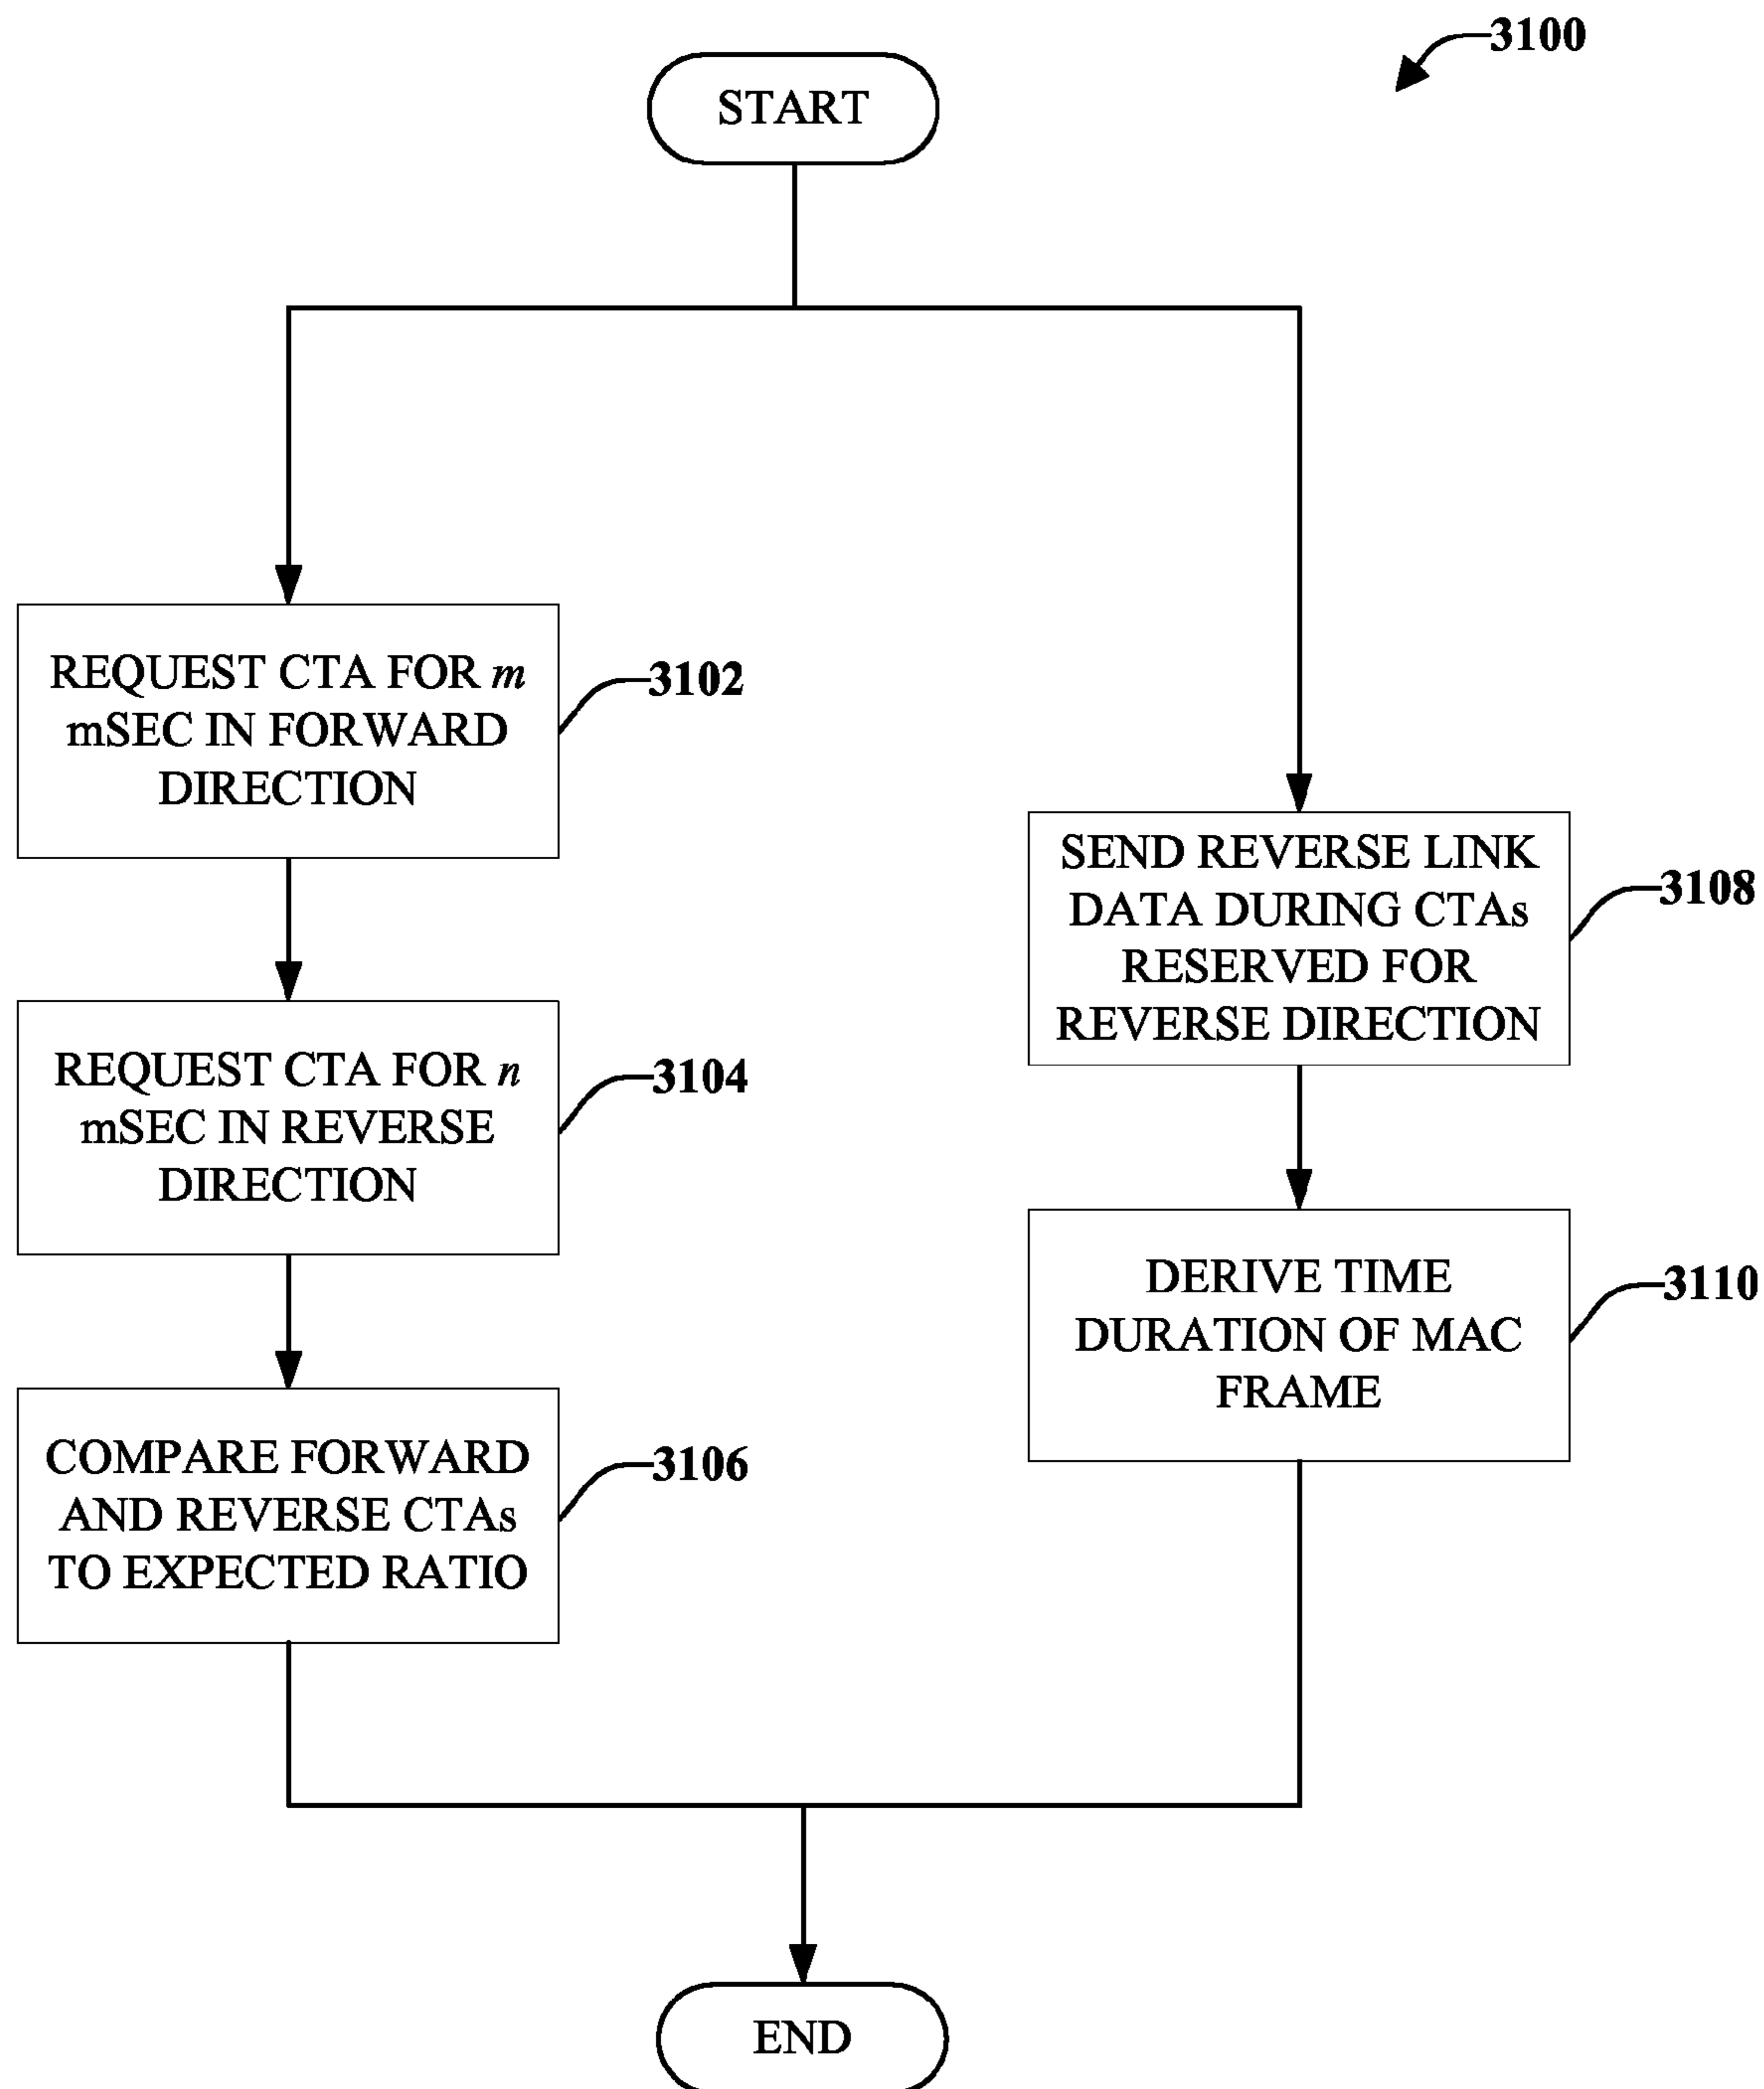 3100
START
REQUEST CTA FOR m
mSEC IN FORWARD
DIRECTION
3102
REQUEST CTA FOR n
mSEC IN REVERSE
DIRECTION
3104
COMPARE FORWARD
AND REVERSE CTAs
TO EXPECTED RATIO
3106
SEND REVERSE LINK
DATA DURING CTAs
RESERVED FOR
REVERSE DIRECTION
3108
DERIVE TIME
DURATION OF MAC
FRAME
3110
END